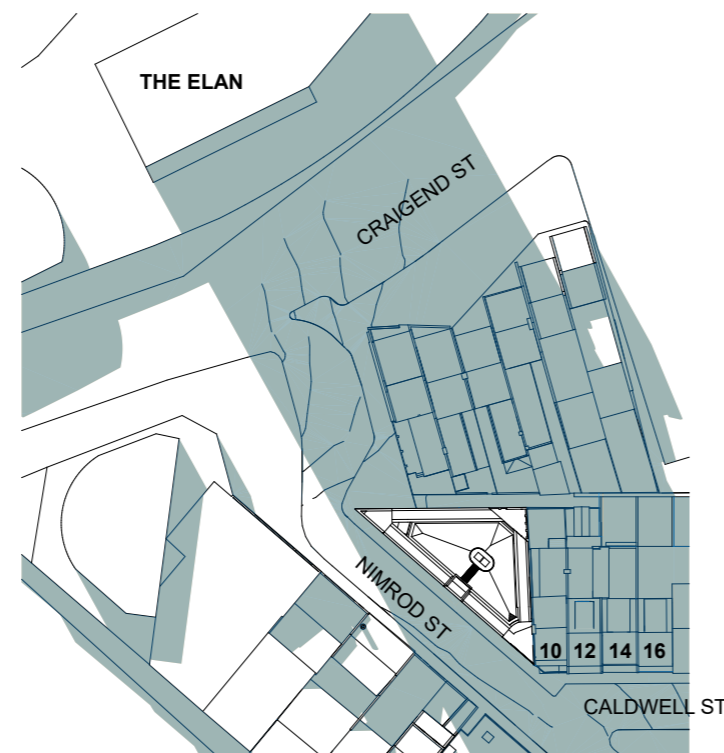 THE ELAN
CRAIGEND ST
NIMROD ST
10 12 14 16
CALDWELL ST